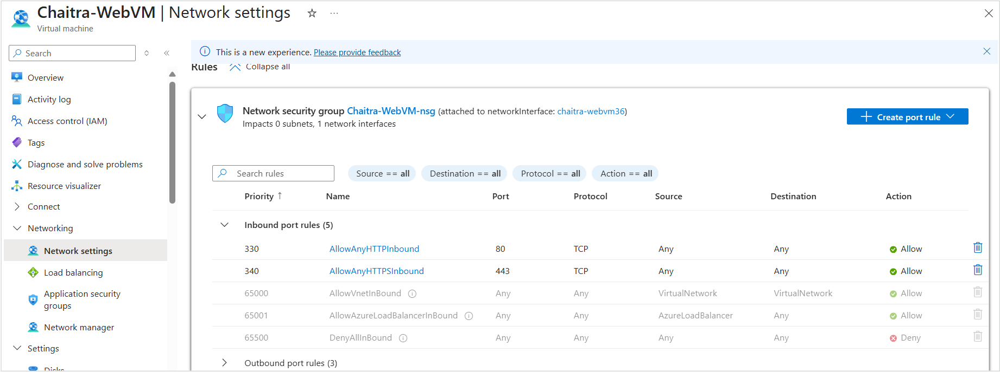 Chaitra-WebVM | Network settings ☆ ...
Virtual machine
Search
Overview
Activity log
Access control (IAM)
Tags
Diagnose and solve problems
Resource visualizer
Connect
Networking
Network settings
Load balancing
Application security
groups
Network manager
Settings
Disks
This is a new experience. Please provide feedback
Rules Collapse all
Network security group Chaitra-WebVM-nsg (attached to networkInterface: chaitra-webvm36)
Impacts 0 subnets, 1 network interfaces
+ Create port rule
Search rules Source == all Destination == all Protocol == all Action == all
Priority ↑ Name Port Protocol Source Destination Action
Inbound port rules (5)
330 AllowAnyHTTPInbound 80 TCP Any Any Allow
340 AllowAnyHTTPSInbound 443 TCP Any Any Allow
65000 AllowVnetInBound Any Any VirtualNetwork VirtualNetwork Allow
65001 AllowAzureLoadBalancerInBound Any Any AzureLoadBalancer Any Allow
65500 DenyAllInBound Any Any Any Any Deny
Outbound port rules (3)